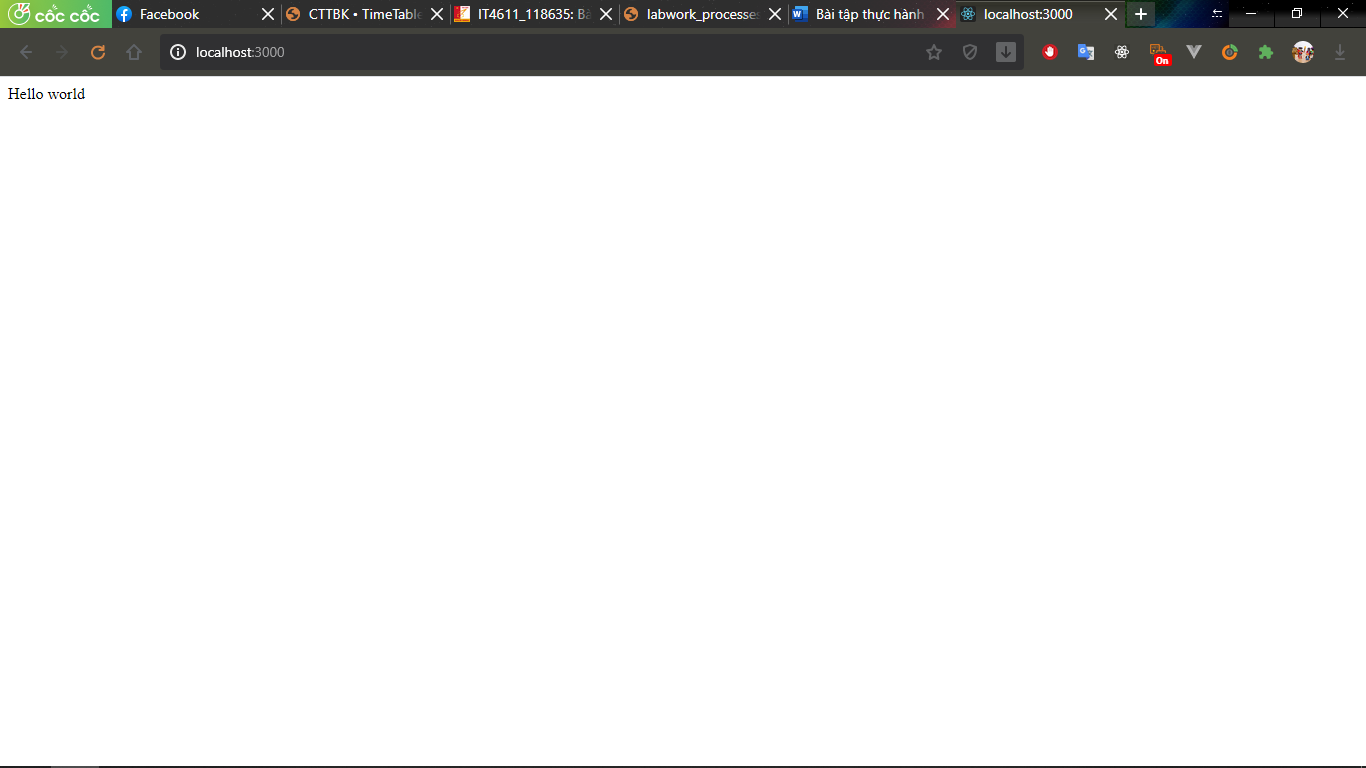 cốc cốc Facebook CTTBK • TimeTable IT4611_118635: Bà labwork_processes Bài tập thực hành localhost:3000
localhost:3000
On
Hello world